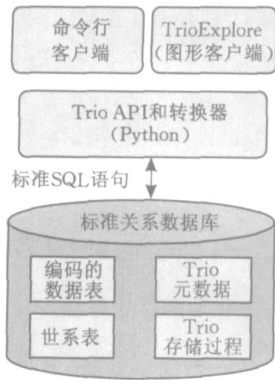 命令行
客户端
TrioExplore
(图形客户端)
Trio API和转换器
(Python)
标准SQL语句
标准关系数据库
编码的
数据表
Trio
元数据
世系表
Trio
存储过程